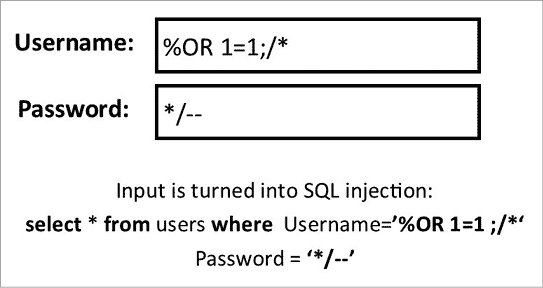 Username: %OR 1=1;/*
Password: */--
Input is turned into SQL injection:
select * from users where Username=’%OR 1=1 ;/*‘
Password = ‘*/--’